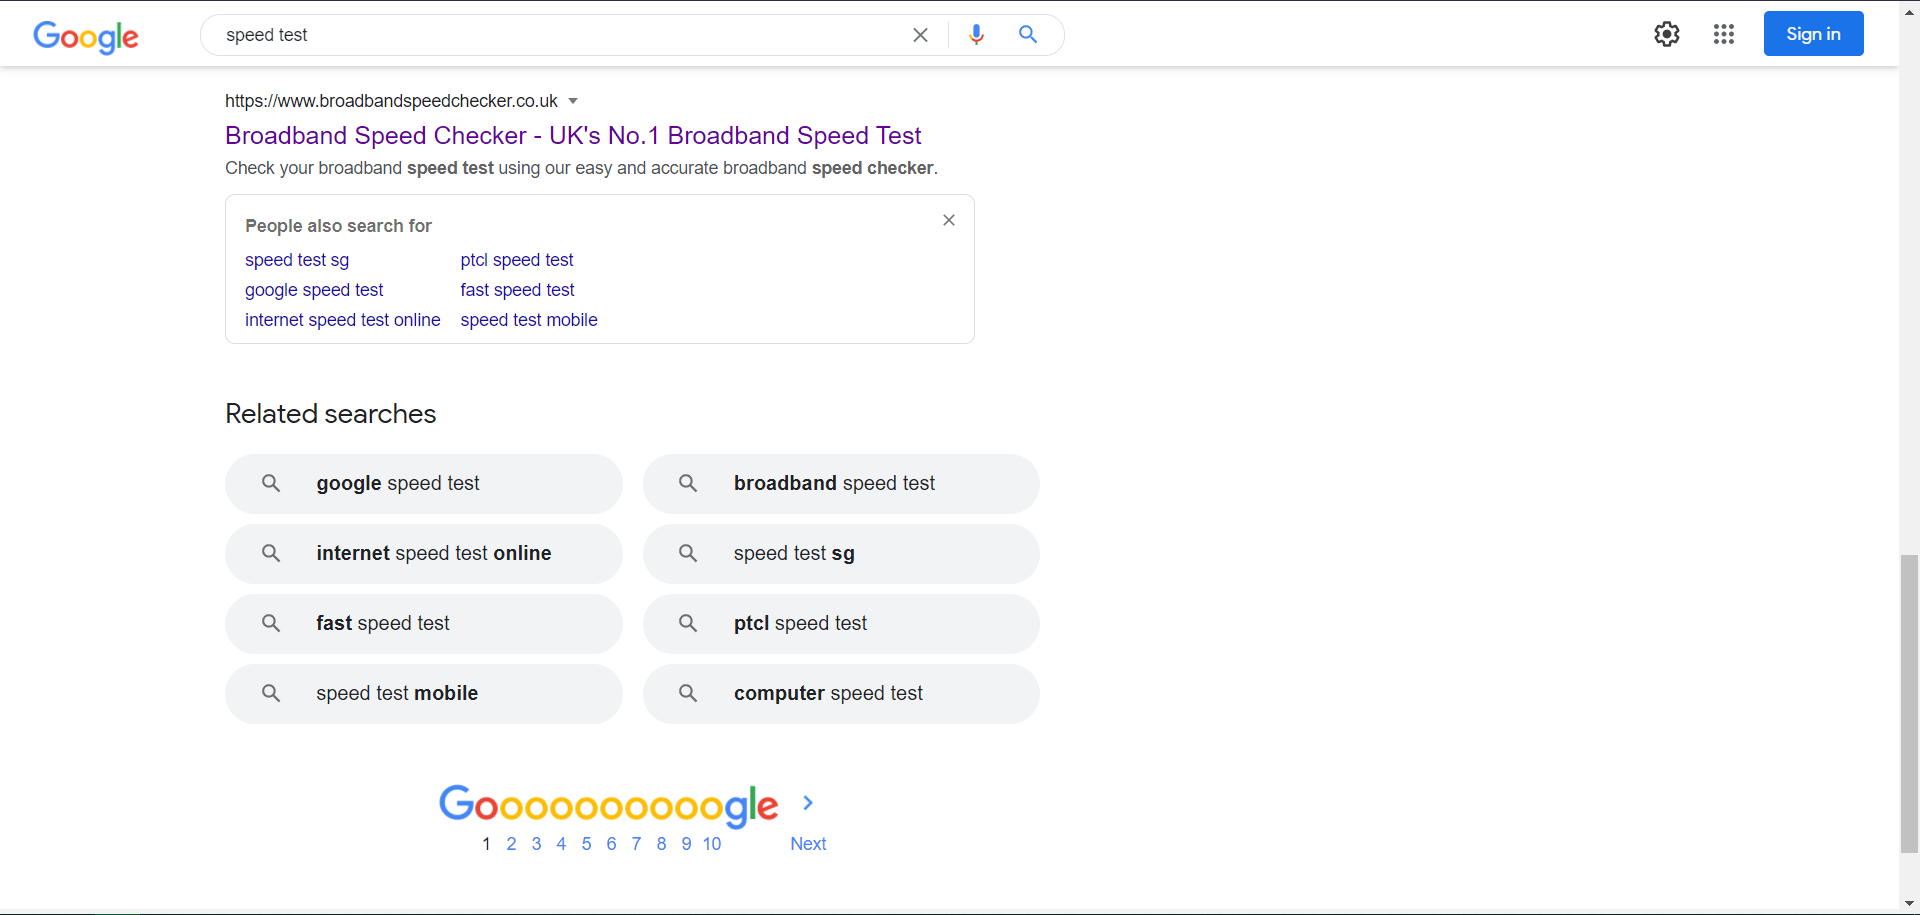 Google
speed test
Sign in
https://www.broadbandspeedchecker.co.uk
Broadband Speed Checker - UK's No.1 Broadband Speed Test
Check your broadband speed test using our easy and accurate broadband speed checker.
People also search for
speed test sg
ptcl speed test
google speed test
fast speed test
internet speed test online
speed test mobile
Related searches
google speed test
broadband speed test
internet speed test online
speed test sg
fast speed test
ptcl speed test
speed test mobile
computer speed test
Goooooooooogle
1 2 3 4 5 6 7 8 9 10 Next